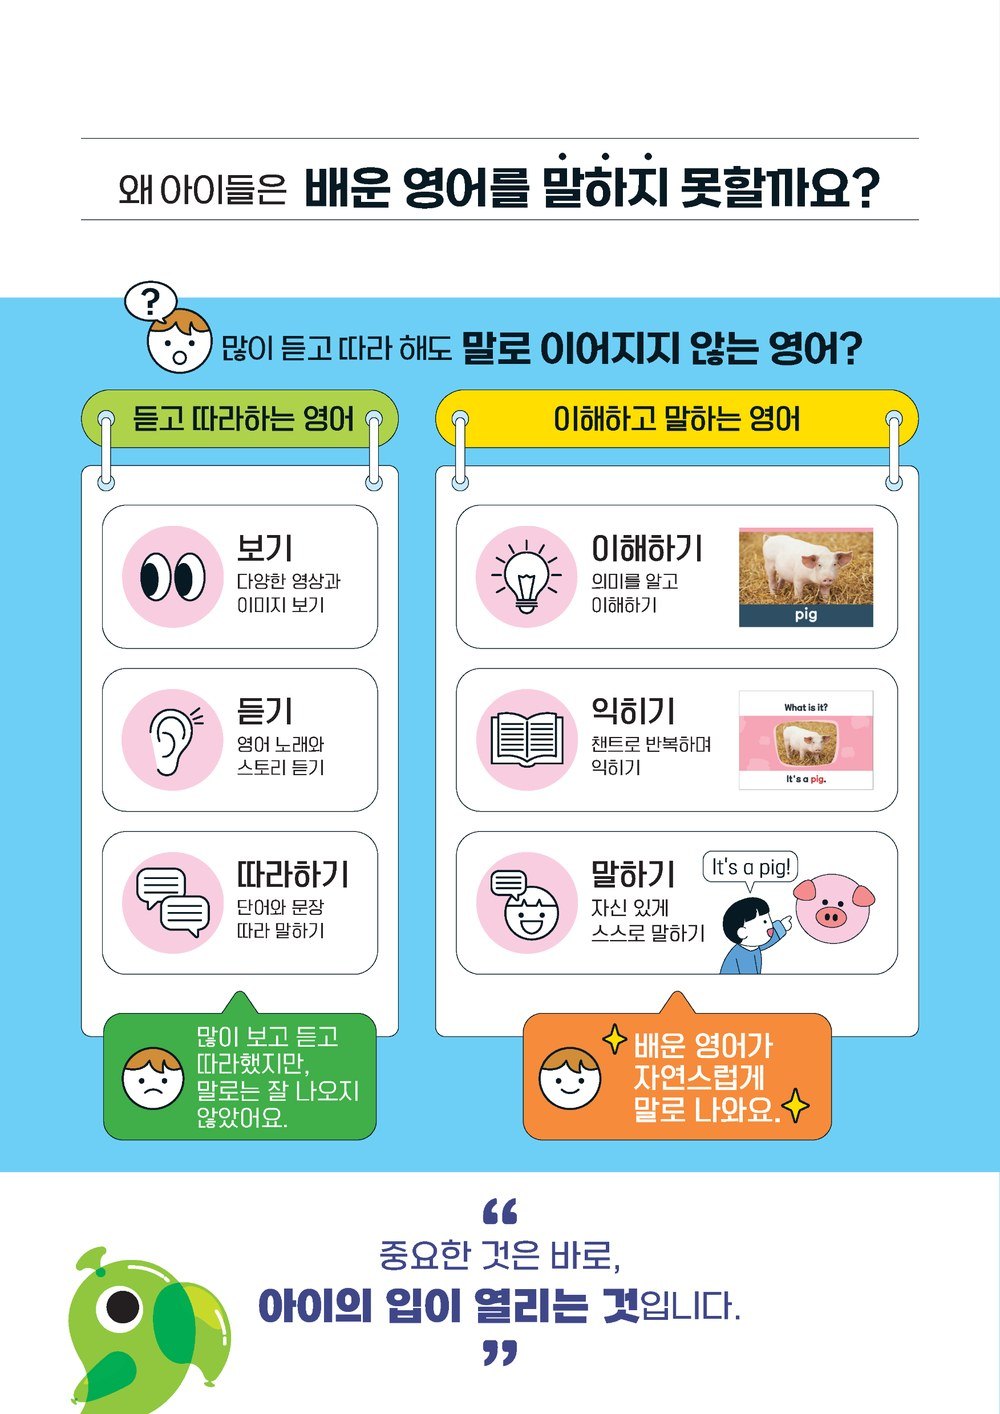 왜 아이들은 배운 영어를 말하지 못할까요?
?
많이 듣고 따라 해도 말로 이어지지 않는 영어?
듣고 따라하는 영어
보기
다양한 영상과
이미지 보기
듣기
영어 노래와
스토리 듣기
따라하기
단어와 문장
따라 말하기
많이 보고 듣고
따라했지만,
말로는 잘 나오지
않았어요.
이해하고 말하는 영어
이해하기
의미를 알고
이해하기
pig
익히기
챈트로 반복하며
익히기
What is it?
It's a pig.
말하기
자신 있게
스스로 말하기
It's a pig!
배운 영어가
자연스럽게
말로 나와요.
“
중요한 것은 바로,
아이의 입이 열리는 것입니다.
”